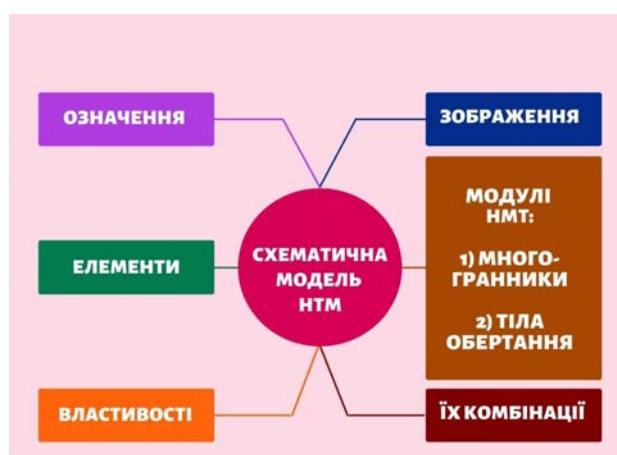 ОЗНАЧЕННЯ
ЗОБРАЖЕННЯ
ЕЛЕМЕНТИ
СХЕМАТИЧНА
МОДЕЛЬ
НТМ
МОДУЛІ
НМТ:
1) МНОГО-
ГРАННИКИ
2) ТІЛА
ОБЕРТАННЯ
ВЛАСТИВОСТІ
ЇХ КОМБІНАЦІЇ